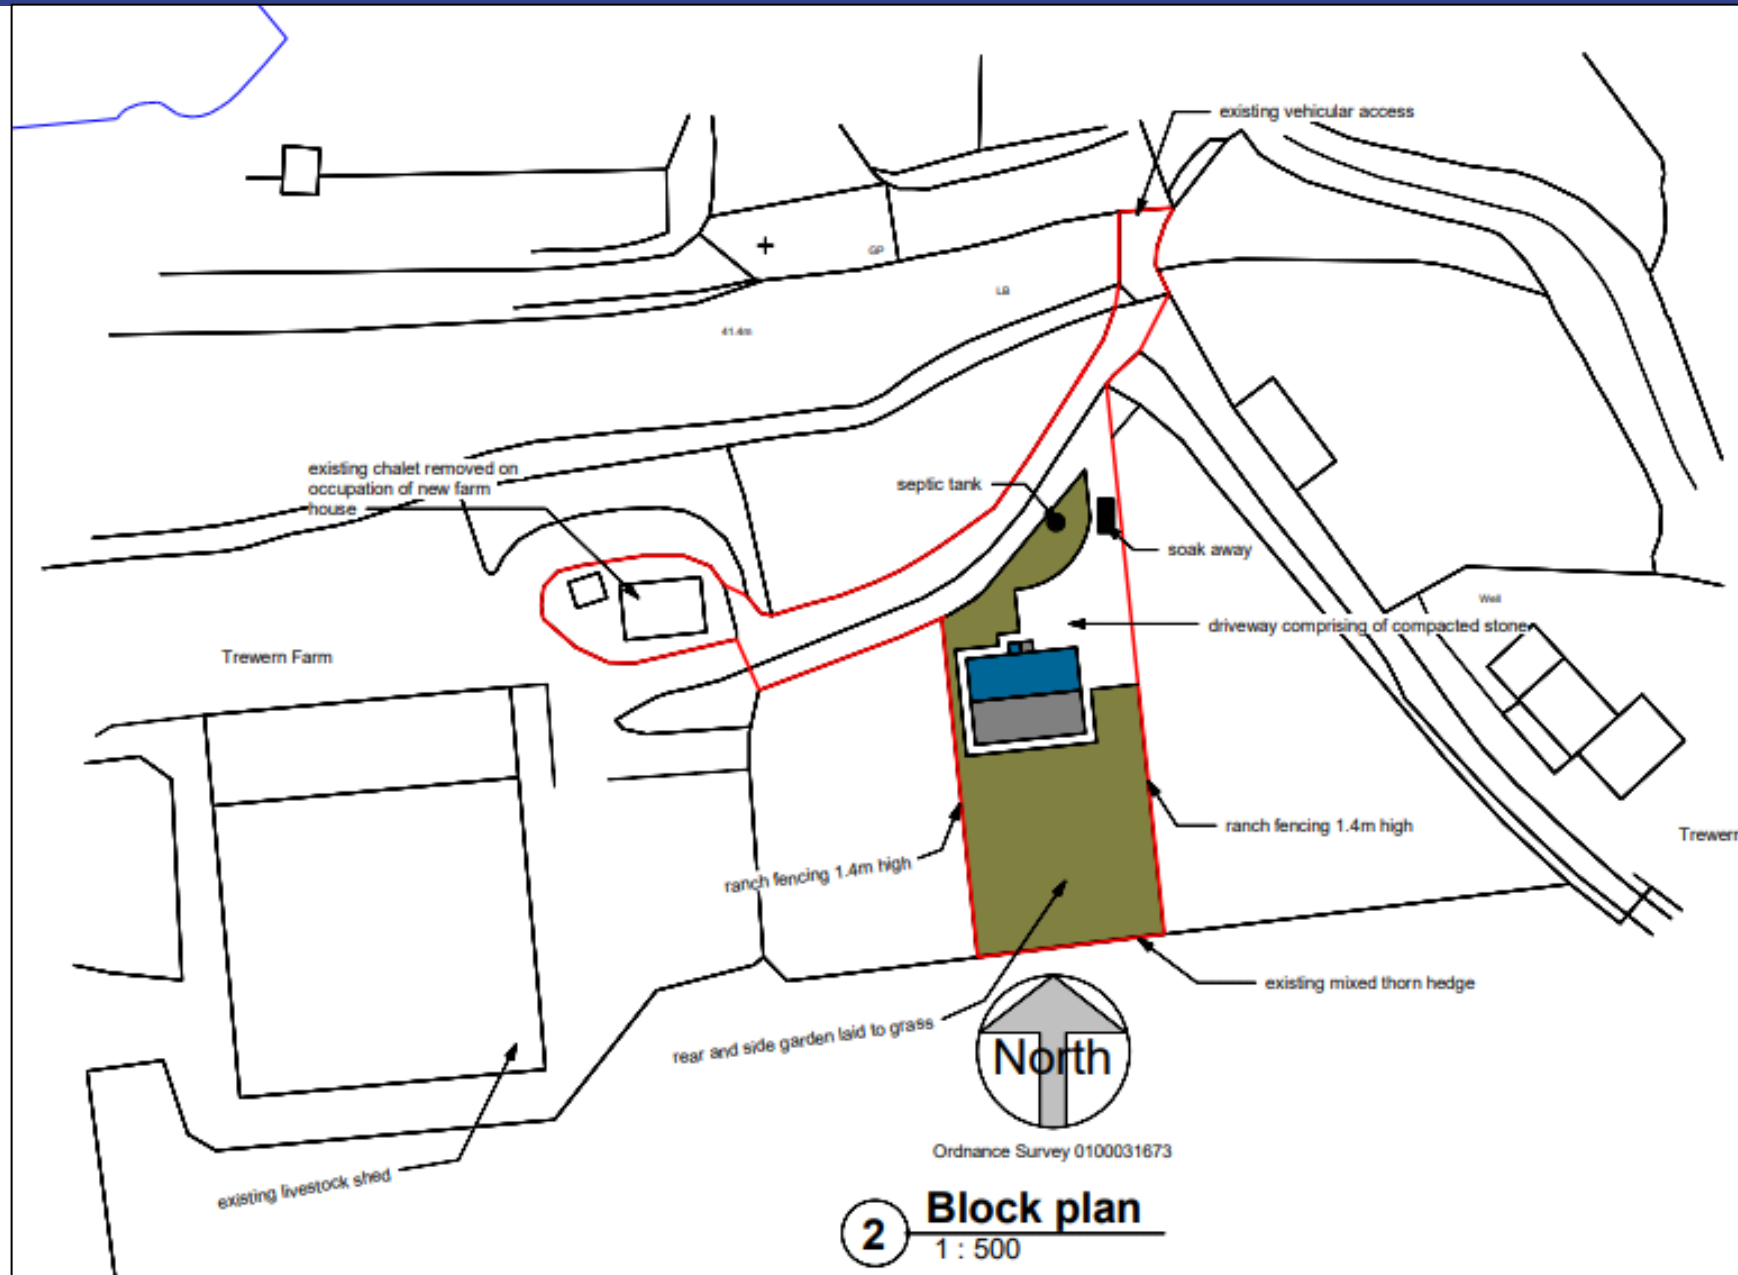 existing vehicular access
GP
LB
41.4m
existing chalet removed on
occupation of new farm
house
septic tank
soak away
Well
driveway comprising of compacted stone
Trewern Farm
ranch fencing 1.4m high
Trewern
ranch fencing 1.4m high
existing mixed thorn hedge
rear and side garden laid to grass
North
Ordnance Survey 0100031673
existing livestock shed
2
Block plan
1 : 500